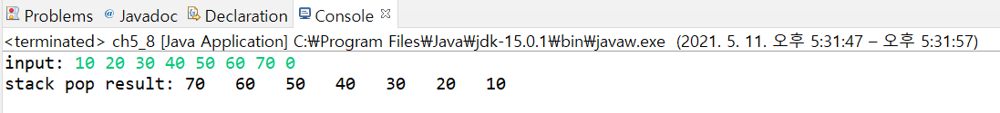 Problems @ Javadoc Declaration Console
<terminated> ch5_8 [Java Application] C:₩Program Files₩Java₩jdk-15.0.1₩bin₩javaw.exe (2021. 5. 11. 오후 5:31:47 – 오후 5:31:57)
input: 10 20 30 40 50 60 70 0
stack pop result: 70 60 50 40 30 20 10